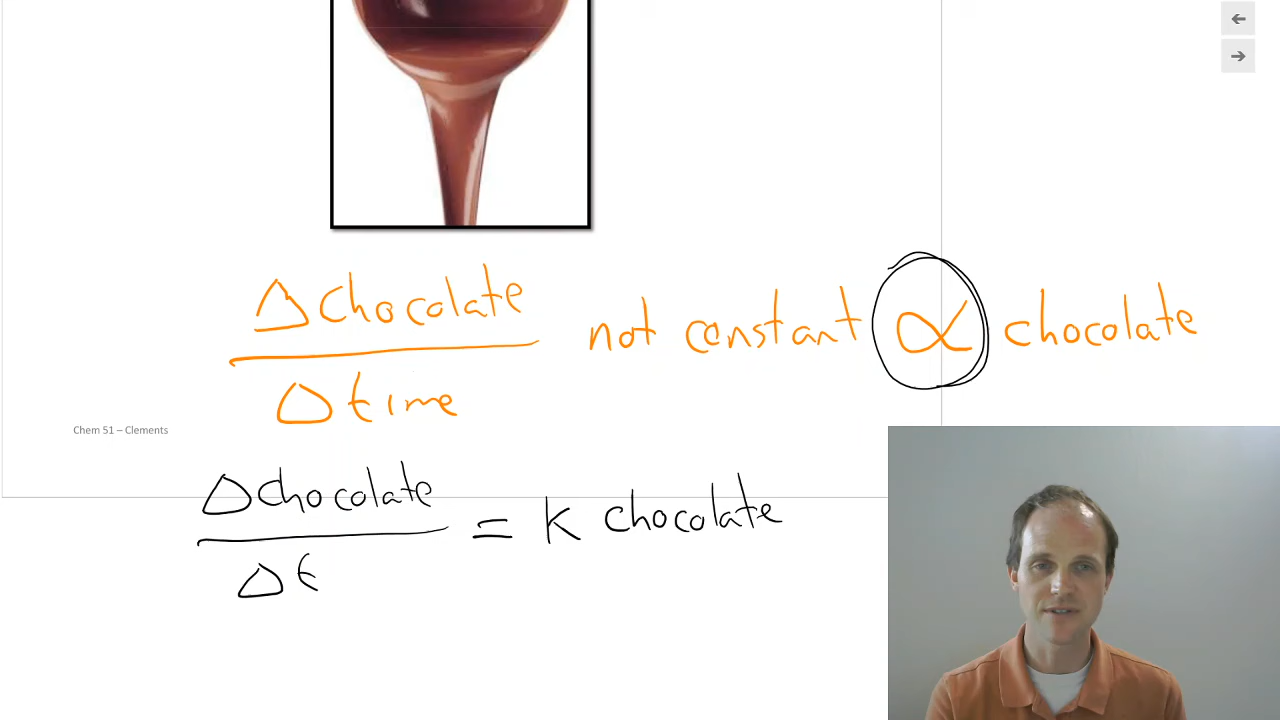 Δchocolate
Δtime
not constant ∝ chocolate
Chem 51 – Clements
Δchocolate
Δt
= k chocolate